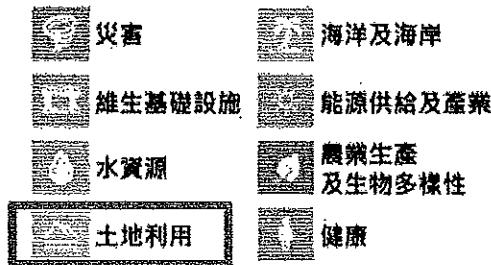 災害
海洋及海岸
維生基礎設施
能源供給及產業
水資源
農業生產
及生物多樣性
土地利用
健康